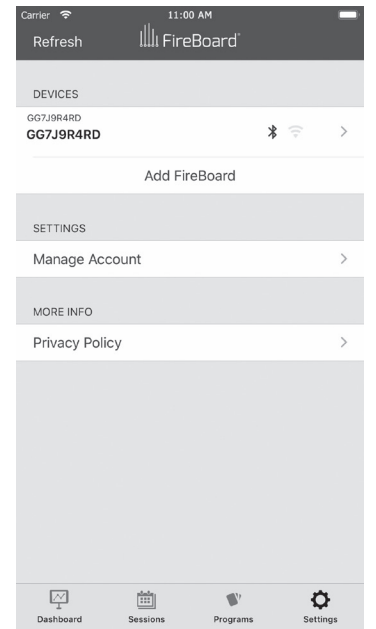 Carrier 11:00 AM
Refresh FireBoard®
DEVICES
GG7J9R4RD
GG7J9R4RD
Add FireBoard
SETTINGS
Manage Account
MORE INFO
Privacy Policy
Dashboard Sessions Programs Settings